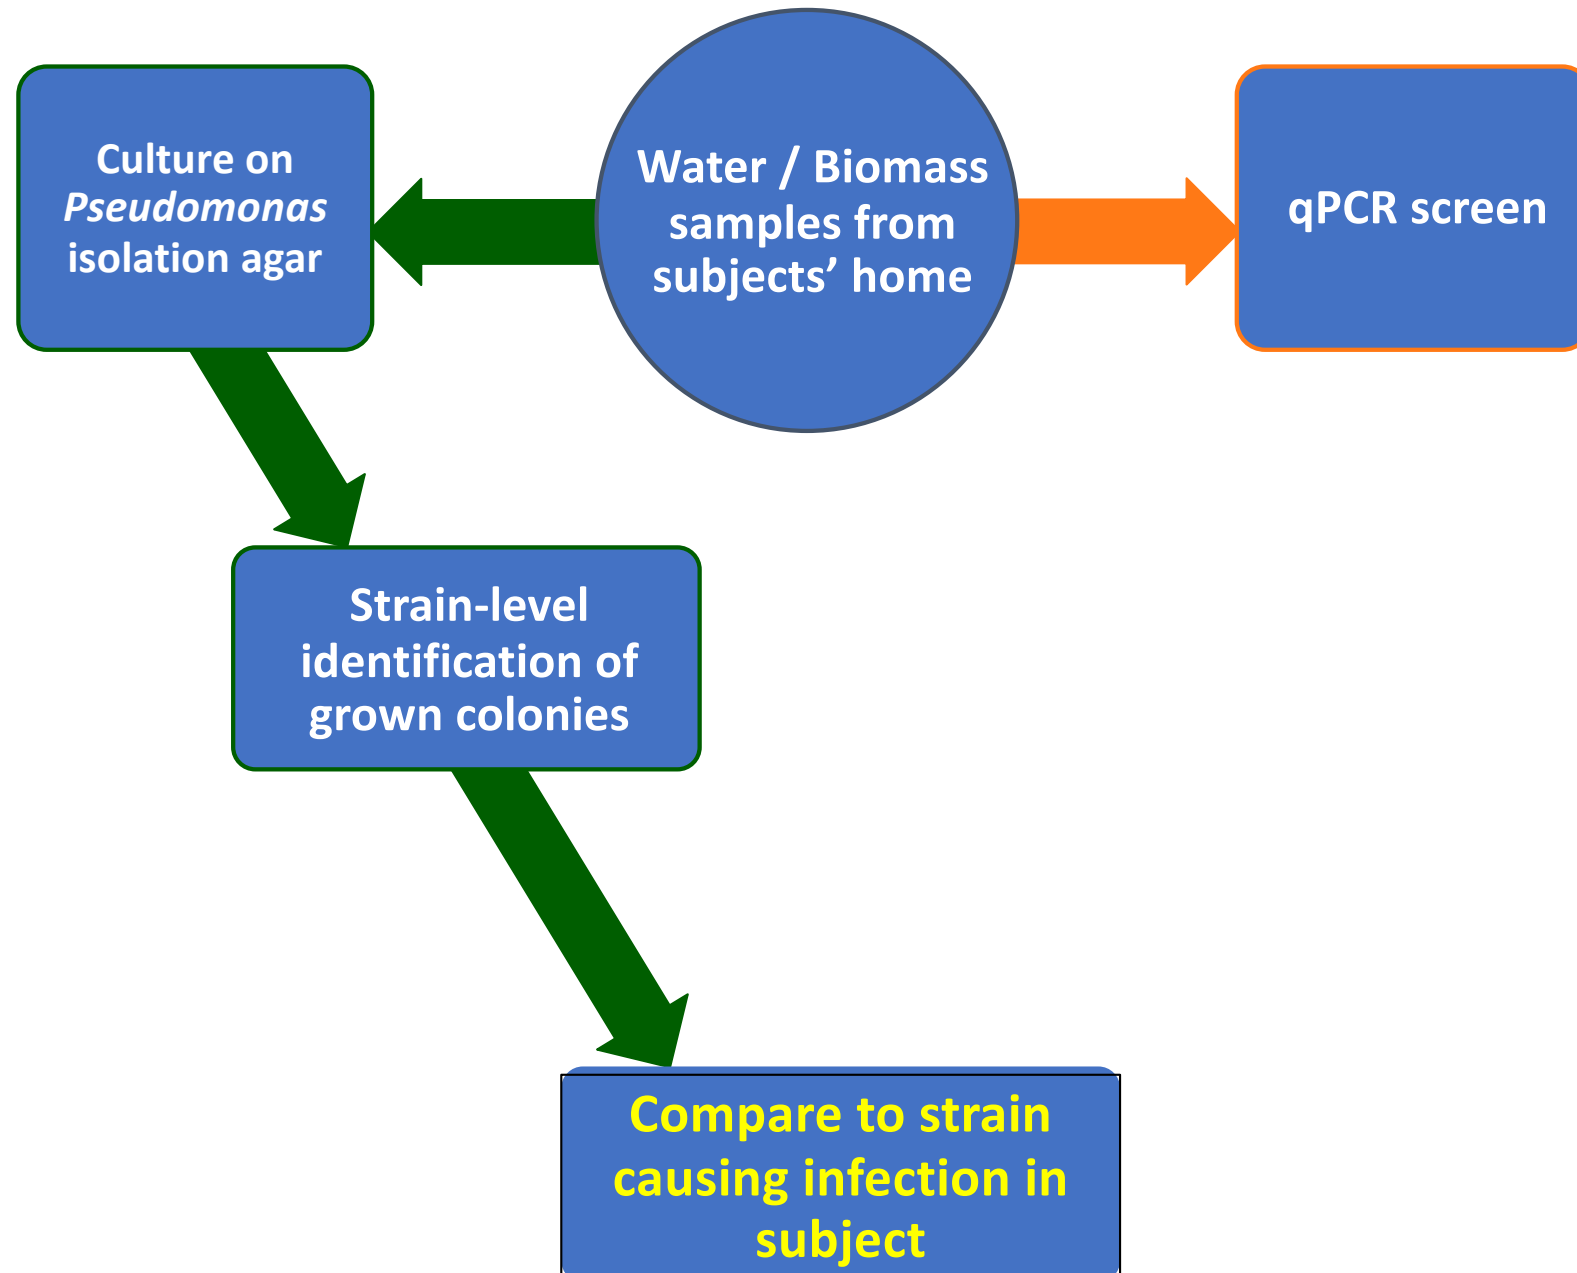 Culture on
Pseudomonas
isolation agar
Water / Biomass
samples from
subjects’ home
qPCR screen
Strain-level
identification of
grown colonies
Compare to strain
causing infection in
subject